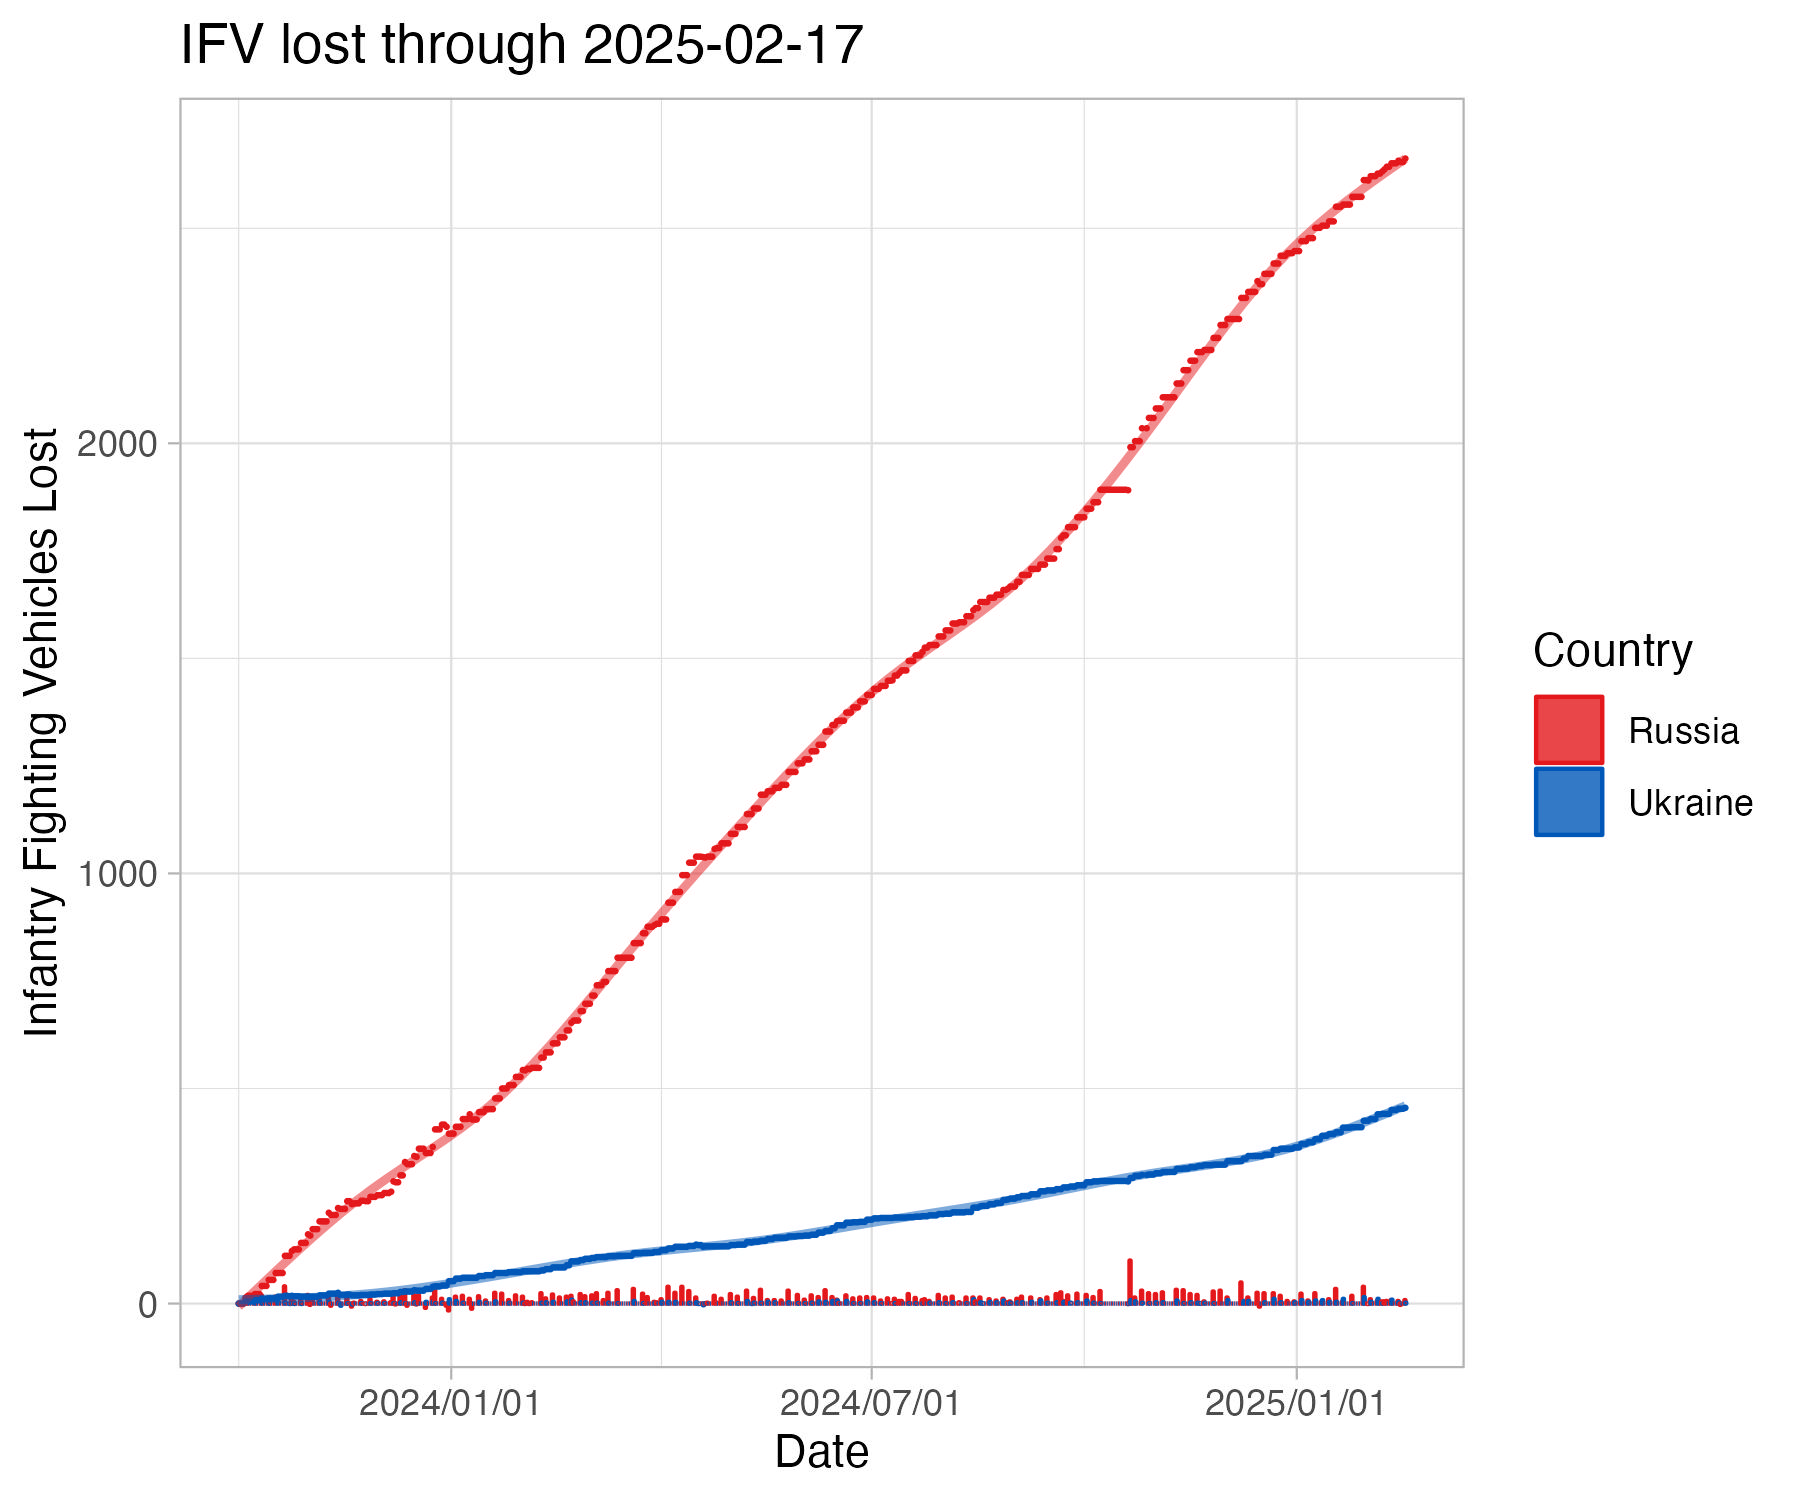 IFV lost through 2025-02-17
Infantry Fighting Vehicles Lost
2000
1000
0
2024/01/01
2024/07/01
2025/01/01
Date
Country
Russia
Ukraine